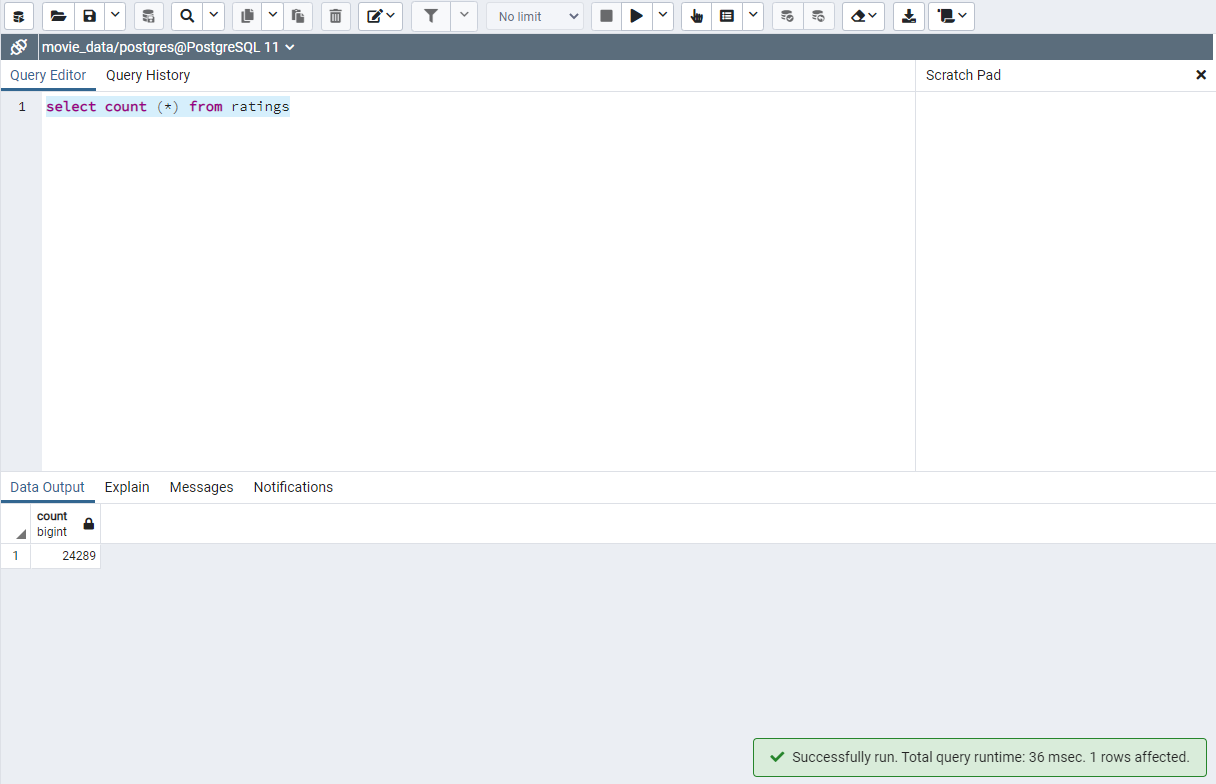 No limit
movie_data/postgres@PostgreSQL 11
Query Editor Query History
Scratch Pad
1 select count (*) from ratings
Data Output Explain Messages Notifications
count
bigint
1 24289
Successfully run. Total query runtime: 36 msec. 1 rows affected.